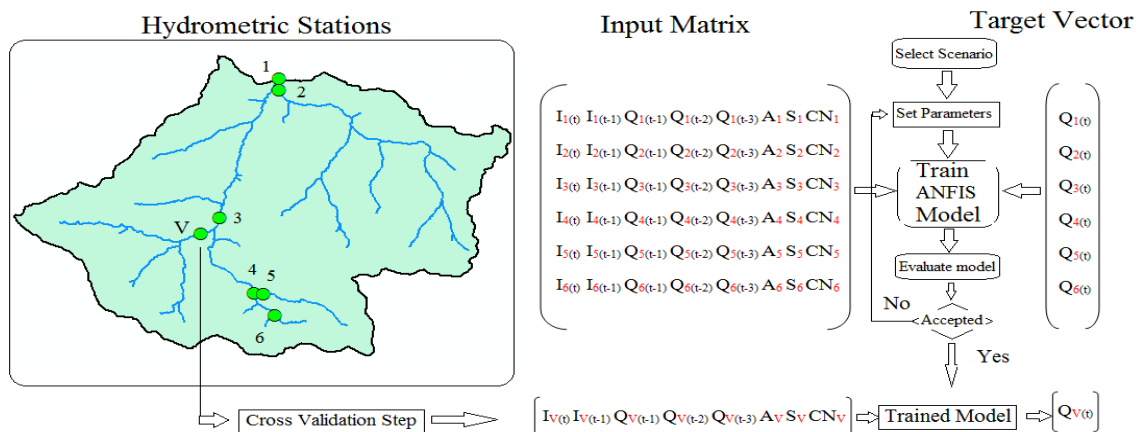 Hydrometric Stations
1
2
3
V
4
5
6
Cross Validation Step
Input Matrix
I1(t) I1(t-1) Q1(t-1) Q1(t-2) Q1(t-3) A1 S1 CN1
I2(t) I2(t-1) Q2(t-1) Q2(t-2) Q2(t-3) A2 S2 CN2
I3(t) I3(t-1) Q3(t-1) Q3(t-2) Q3(t-3) A3 S3 CN3
I4(t) I4(t-1) Q4(t-1) Q4(t-2) Q4(t-3) A4 S4 CN4
I5(t) I5(t-1) Q5(t-1) Q5(t-2) Q5(t-3) A5 S5 CN5
I6(t) I6(t-1) Q6(t-1) Q6(t-2) Q6(t-3) A6 S6 CN6
IV(t) IV(t-1) QV(t-1) QV(t-2) QV(t-3) AV SV CNV
Target Vector
Select Scenario
Set Parameters
Train
ANFIS
Model
Evaluate model
No
<Accepted>
Yes
Trained Model
Q1(t)
Q2(t)
Q3(t)
Q4(t)
Q5(t)
Q6(t)
QV(t)